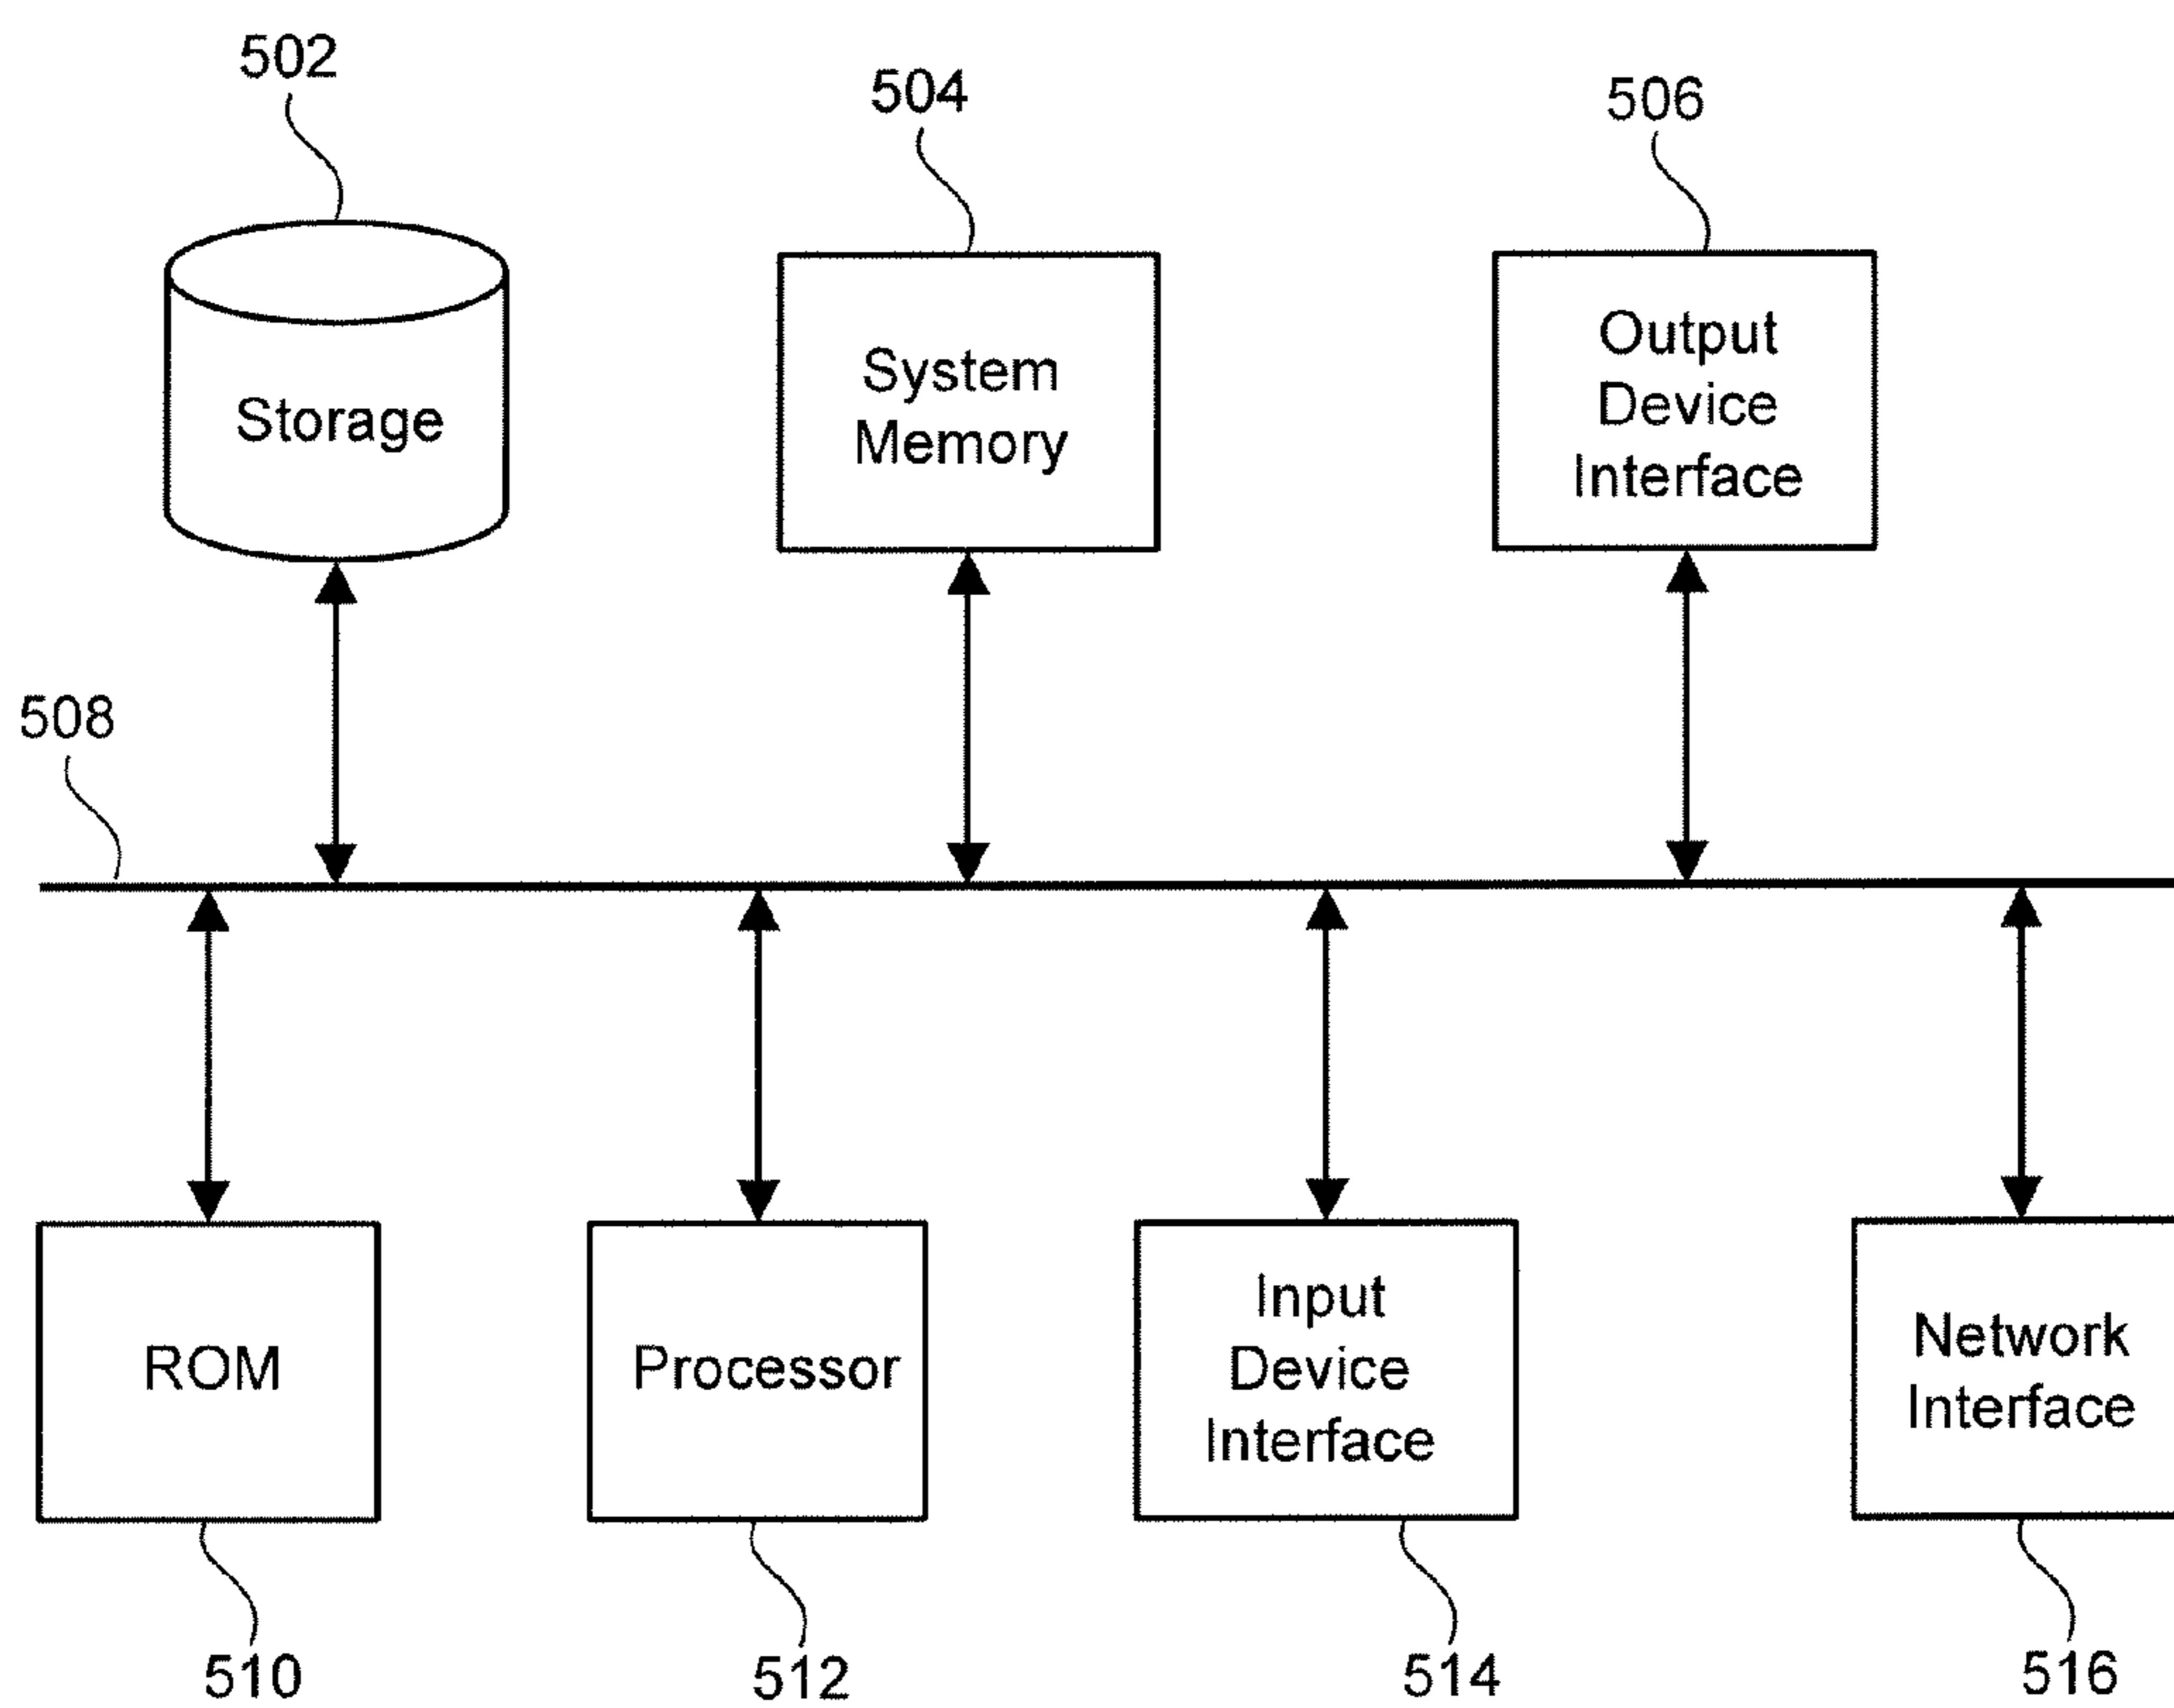 502
504
506
Storage
System
Memory
Output
Device
Interface
508
ROM
Processor
Input
Device
Interface
Network
Interface
510
512
514
516